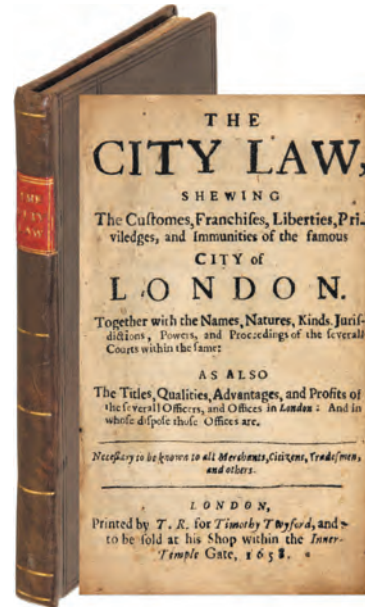 THE
CITY
LAW
THE
CITY LAW,
SHEWING
The Cuſtomes, Franchiſes, Liberties, Pri-
viledges, and Immunities of the famous
CITY of
LONDON.
Together with the Names, Natures, Kinds. Juriſ-
dictions, Powers, and Proceedings of the ſeverall
Courts within the ſame:
AS ALSO
The Titles, Qualities, Advantages, and Profits of
the ſeverall Officers, and Offices in London: And in
whoſe diſpoſe thoſe Offices are.
Neceſſary to be known to all Merchants, Citizens, Tradeſmen,
and others.
LONDON,
Printed by T. R. for Timothy Twyford, and
to be ſold at his Shop within the Inner-
Temple Gate, 1658.